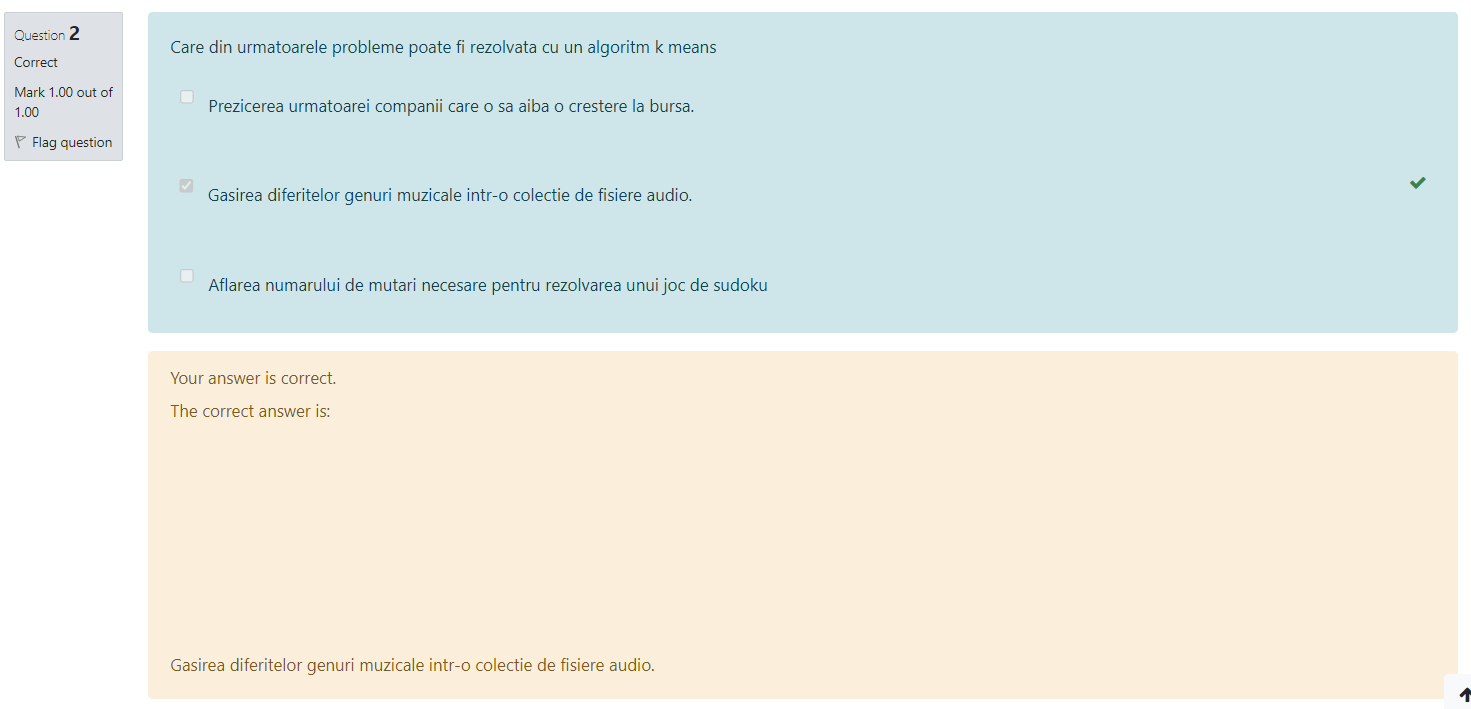 Question 2
Correct
Mark 1.00 out of
1.00
Flag question
Care din urmatoarele probleme poate fi rezolvata cu un algoritm k means
Prezicerea urmatoarei companii care o sa aiba o crestere la bursa.
Gasirea diferitelor genuri muzicale intr-o colectie de fisiere audio.
Aflarea numarului de mutari necesare pentru rezolvarea unui joc de sudoku
Your answer is correct.
The correct answer is:
Gasirea diferitelor genuri muzicale intr-o colectie de fisiere audio.